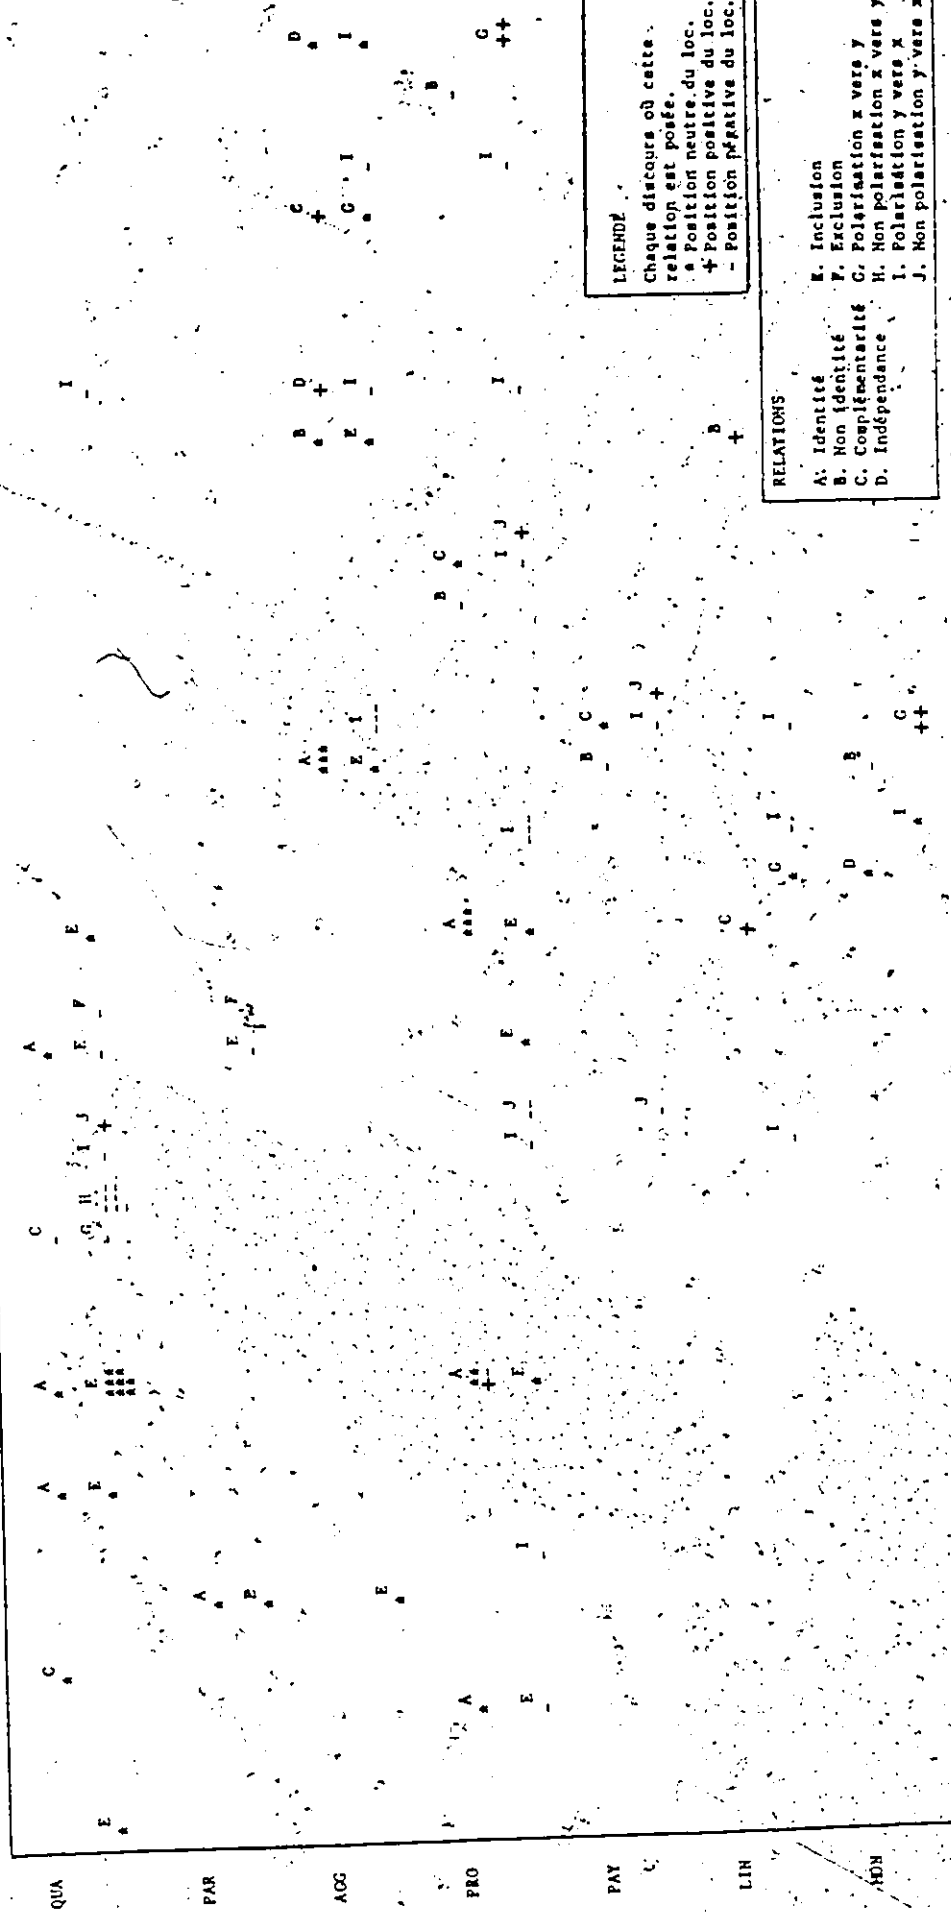 QUA
C A A C A
* * * - *
E E E G H I J E F E I
* * *** --- - + - - * -
***
**
PAR
A
*
E E F
* -
AGG
A B D C D
*** * + + *
E E I E I G I I
* * --- * - * - *
PRO
A A A B C B
* ** *** - * -
+
E I E I J E E I I J I I G
- - * -- -- * * --- - + - - ++
PAY
B C
- *
J I J
- - +
LIN
C B
+ +
I G I I
- * -- -
MON
D B
* -
I G
* ++
LEGENDE
Chaque discours où cette
relation est posée.
* Position neutre du loc.
+ Position positive du loc.
- Position négative du loc.
RELATIONS
A. Identité E. Inclusion
B. Non identité F. Exclusion
C. Complémentarité G. Polarisation x vers y
D. Indépendance H. Non polarisation x vers y
I. Polarisation y vers x
J. Non polarisation y vers x